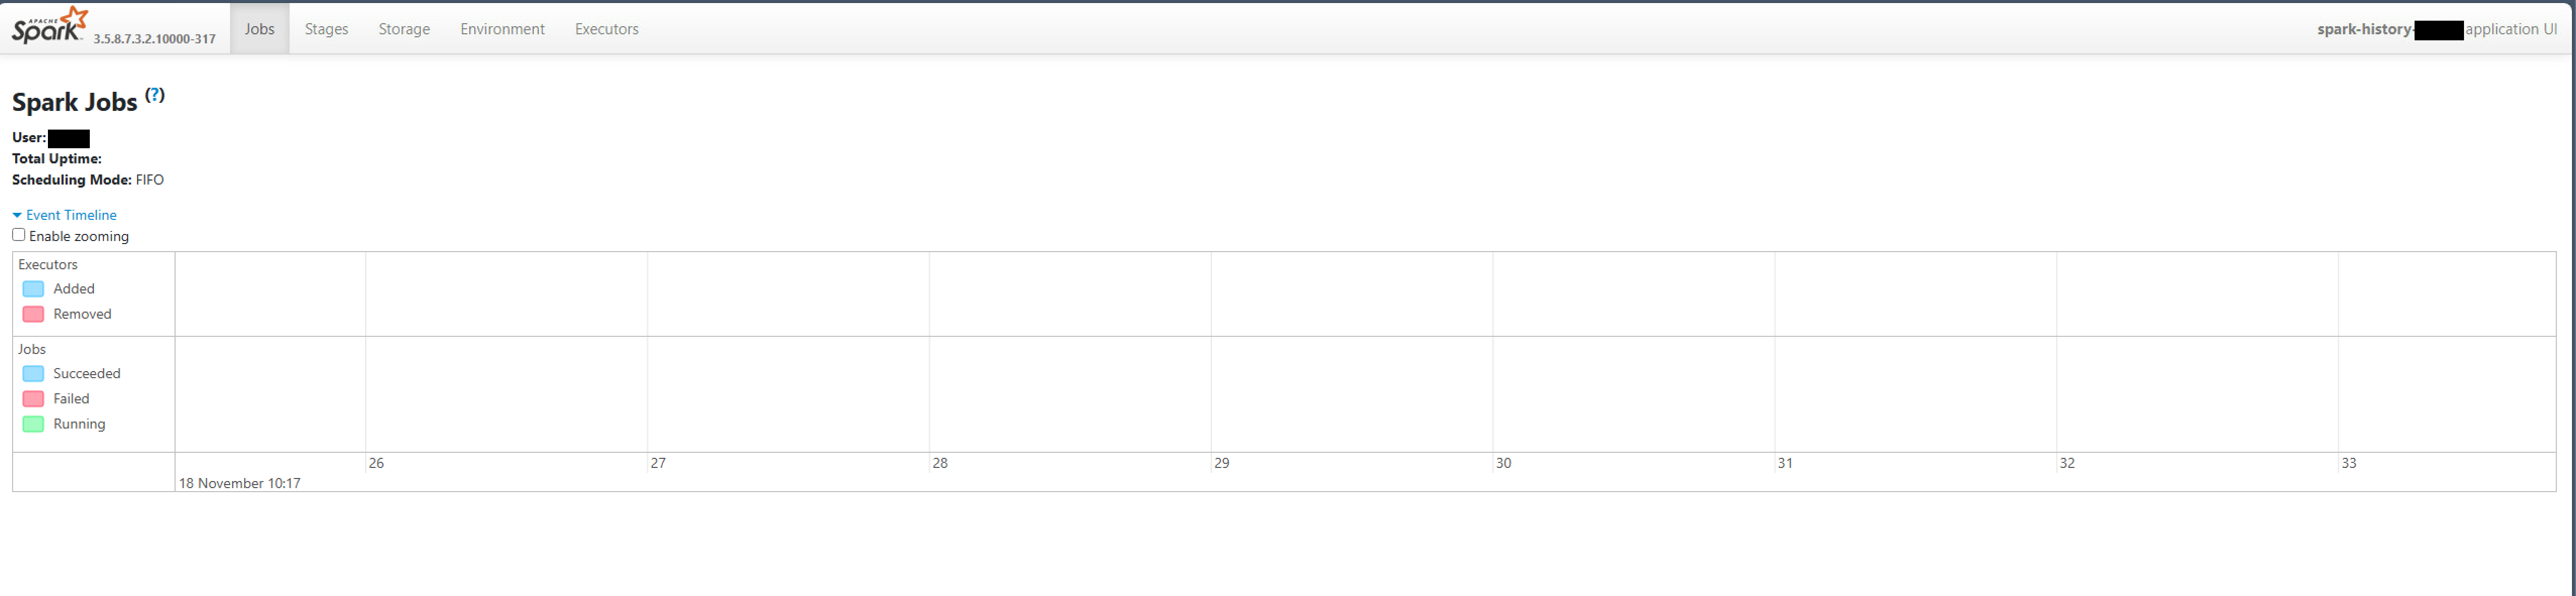 APACHE Spark 3.5.8.7.3.2.10000-317 Jobs Stages Storage Environment Executors spark-history- application UI
Spark Jobs (?)
User:
Total Uptime:
Scheduling Mode: FIFO
Event Timeline
Enable zooming
Executors
Added
Removed
Jobs
Succeeded
Failed
Running
26 27 28 29 30 31 32 33
18 November 10:17